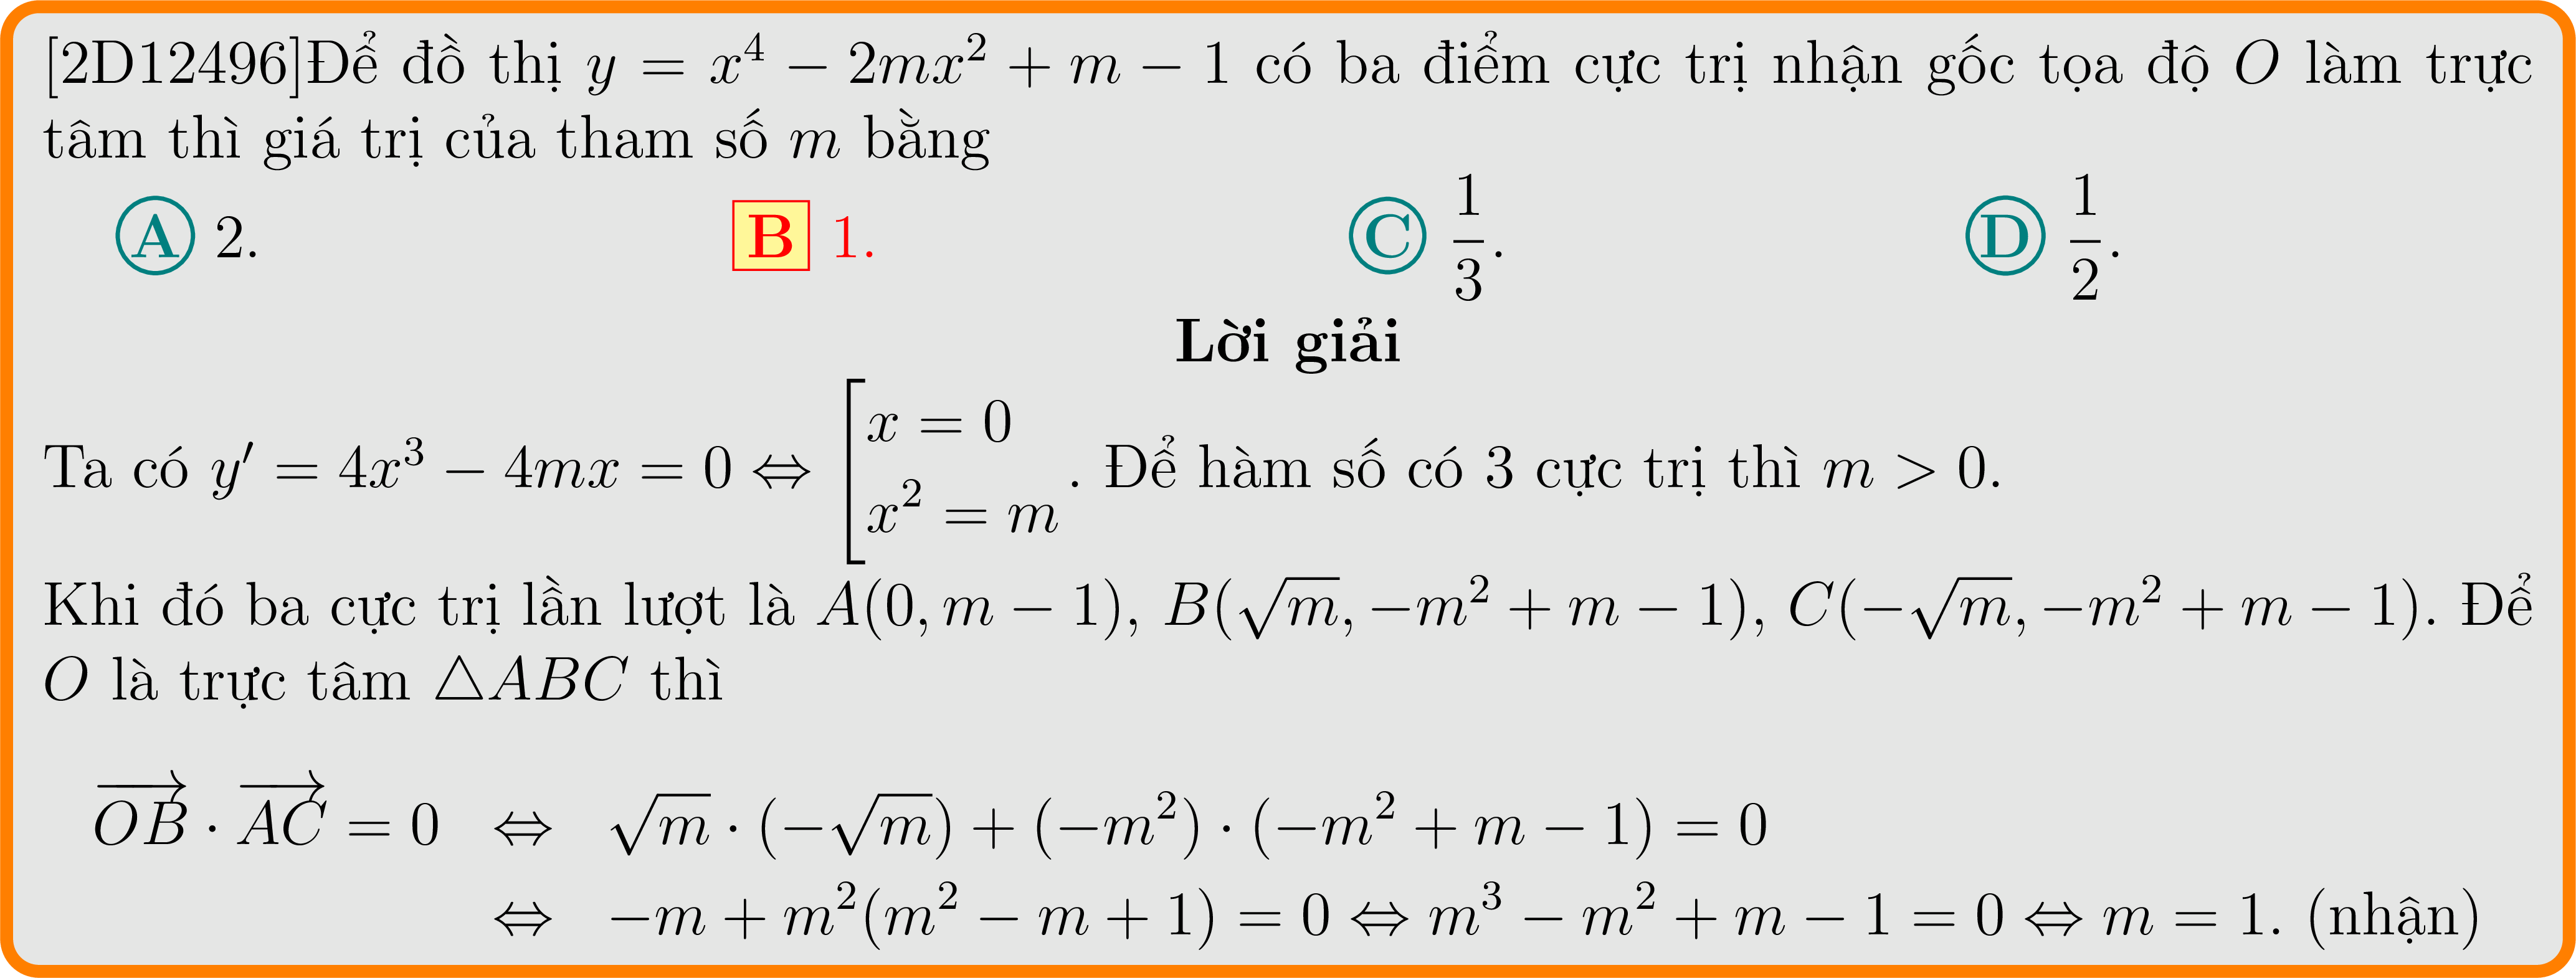 [2D12496]Để đồ thị $y = x^4 - 2mx^2 + m - 1$ có ba điểm cực trị nhận gốc tọa độ $O$ làm trực
tâm thì giá trị của tham số $m$ bằng
A 2. B 1. C $\frac{1}{3}$. D $\frac{1}{2}$.
Lời giải
Ta có $y' = 4x^3 - 4mx = 0 \Leftrightarrow \left[\begin{array}{l} x = 0 \\ x^2 = m \end{array}\right.$. Để hàm số có 3 cực trị thì $m > 0$.
Khi đó ba cực trị lần lượt là $A(0, m - 1)$, $B(\sqrt{m}, -m^2 + m - 1)$, $C(-\sqrt{m}, -m^2 + m - 1)$. Để
$O$ là trực tâm $\triangle ABC$ thì
$\overrightarrow{OB} \cdot \overrightarrow{AC} = 0 \Leftrightarrow \sqrt{m} \cdot (-\sqrt{m}) + (-m^2) \cdot (-m^2 + m - 1) = 0$
$\Leftrightarrow -m + m^2(m^2 - m + 1) = 0 \Leftrightarrow m^3 - m^2 + m - 1 = 0 \Leftrightarrow m = 1$. (nhận)